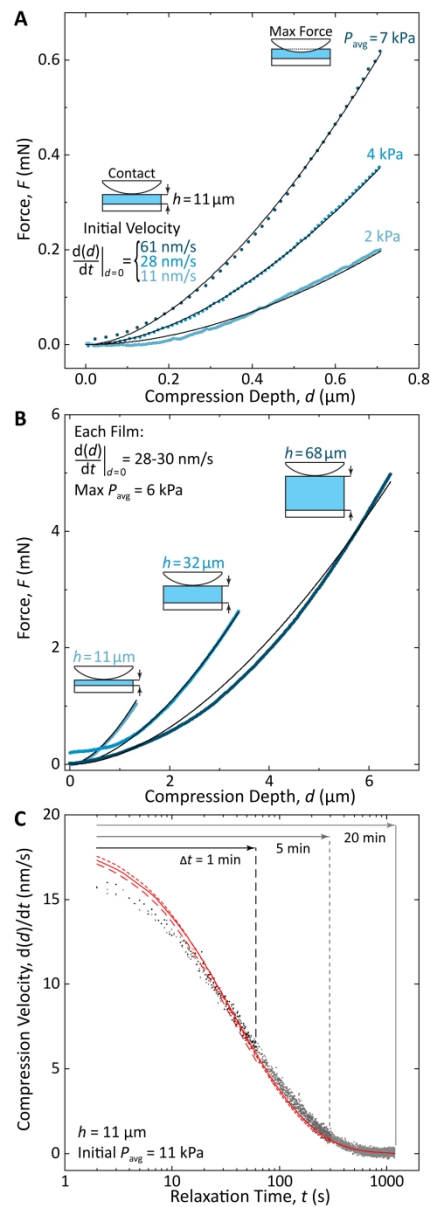 A
Max Force
P_avg = 7 kPa
0.6
4 kPa
Contact
h = 11 μm
0.4
Initial Velocity
d(d)/dt |d=0 = { 61 nm/s
28 nm/s
11 nm/s
2 kPa
0.2
0.0
Force, F (mN)
0.0 0.2 0.4 0.6 0.8
Compression Depth, d (μm)
B
Each Film:
d(d)/dt |d=0 = 28-30 nm/s
Max P_avg = 6 kPa
h = 68 μm
h = 32 μm
h = 11 μm
6
4
2
0
Force, F (mN)
0 2 4 6
Compression Depth, d (μm)
C
20 min
5 min
Δt = 1 min
20
15
10
5
0
Compression Velocity, d(d)/dt (nm/s)
h = 11 μm
Initial P_avg = 11 kPa
1 10 100 1000
Relaxation Time, t (s)